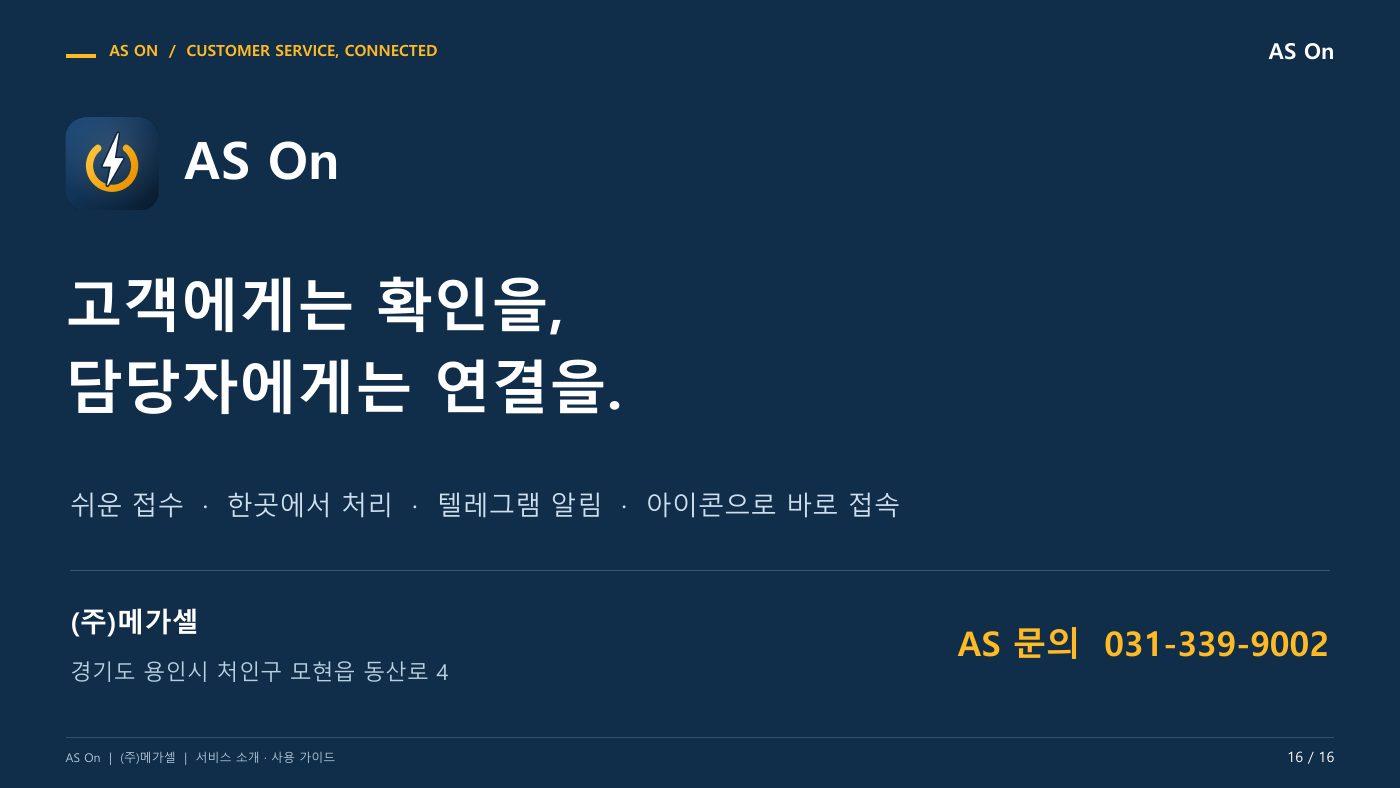 AS ON / CUSTOMER SERVICE, CONNECTED
AS On
AS On
고객에게는 확인을,
담당자에게는 연결을.
쉬운 접수 · 한곳에서 처리 · 텔레그램 알림 · 아이콘으로 바로 접속
(주)메가셀
경기도 용인시 처인구 모현읍 동산로 4
AS 문의 031-339-9002
AS On | (주)메가셀 | 서비스 소개 · 사용 가이드
16 / 16